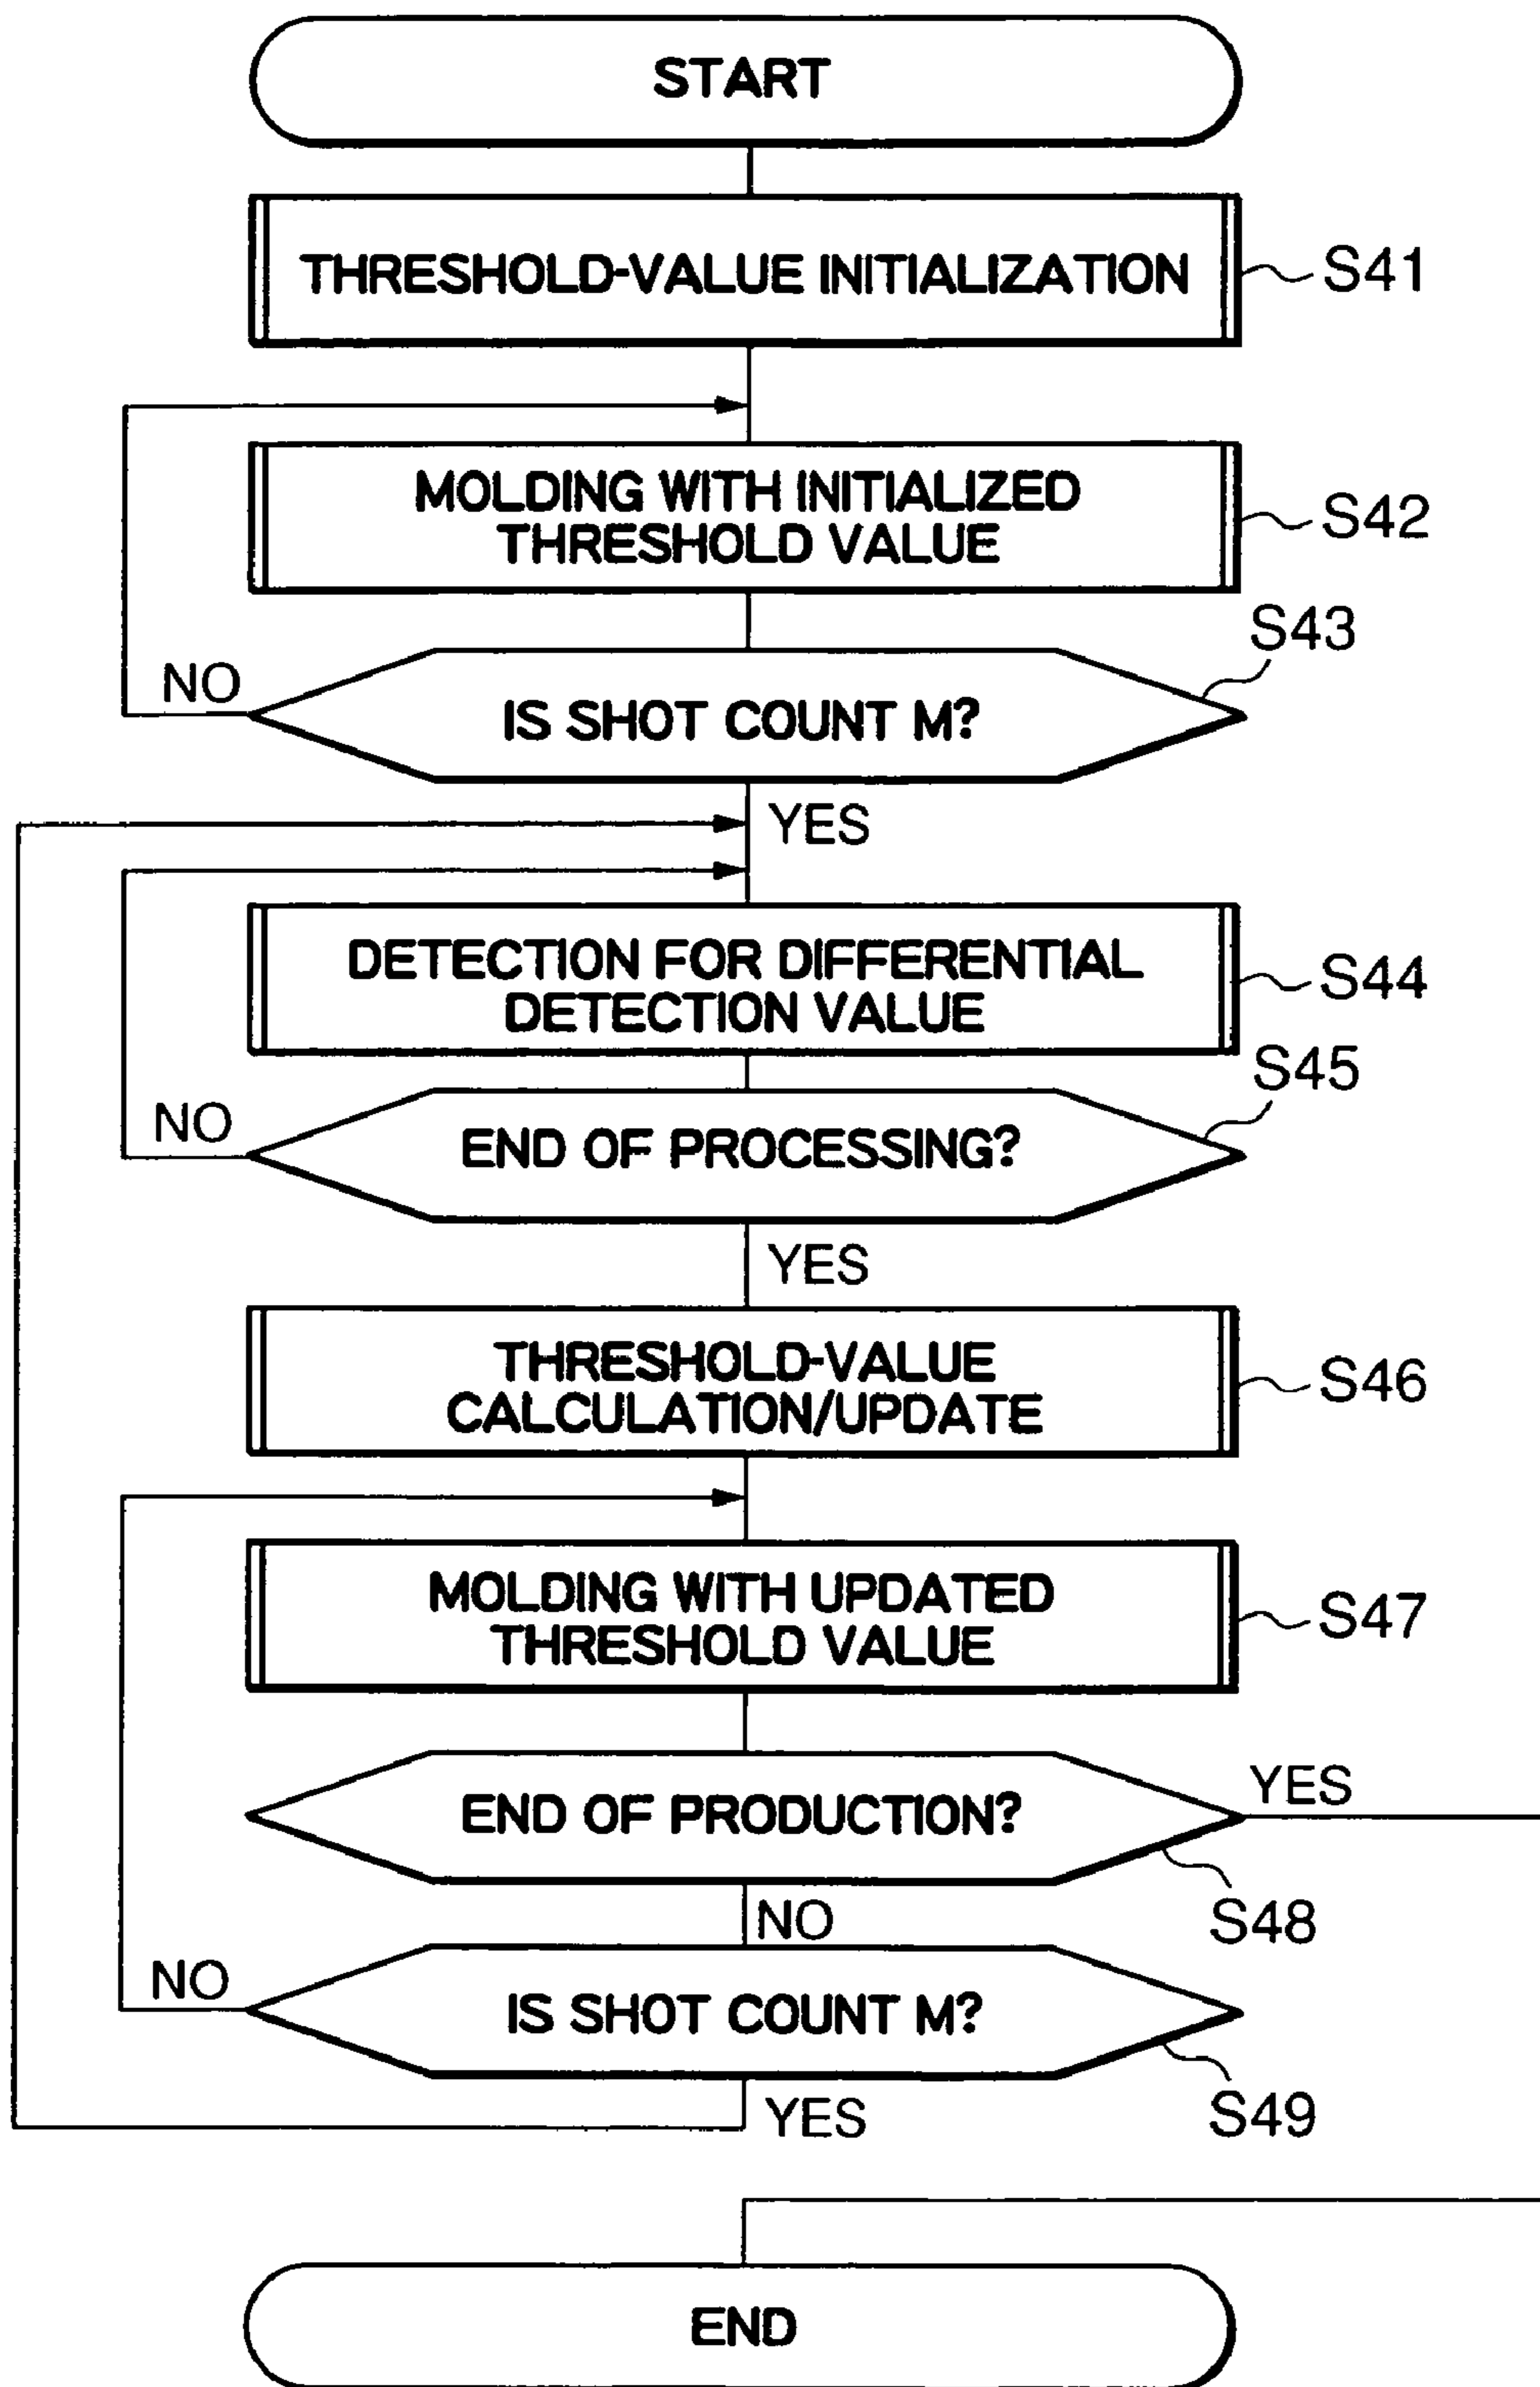 START
THRESHOLD-VALUE INITIALIZATION
S41
MOLDING WITH INITIALIZED
THRESHOLD VALUE
S42
S43
NO
IS SHOT COUNT M?
YES
DETECTION FOR DIFFERENTIAL
DETECTION VALUE
S44
S45
NO
END OF PROCESSING?
YES
THRESHOLD-VALUE
CALCULATION/UPDATE
S46
MOLDING WITH UPDATED
THRESHOLD VALUE
S47
END OF PRODUCTION?
YES
S48
NO
NO
IS SHOT COUNT M?
S49
YES
END